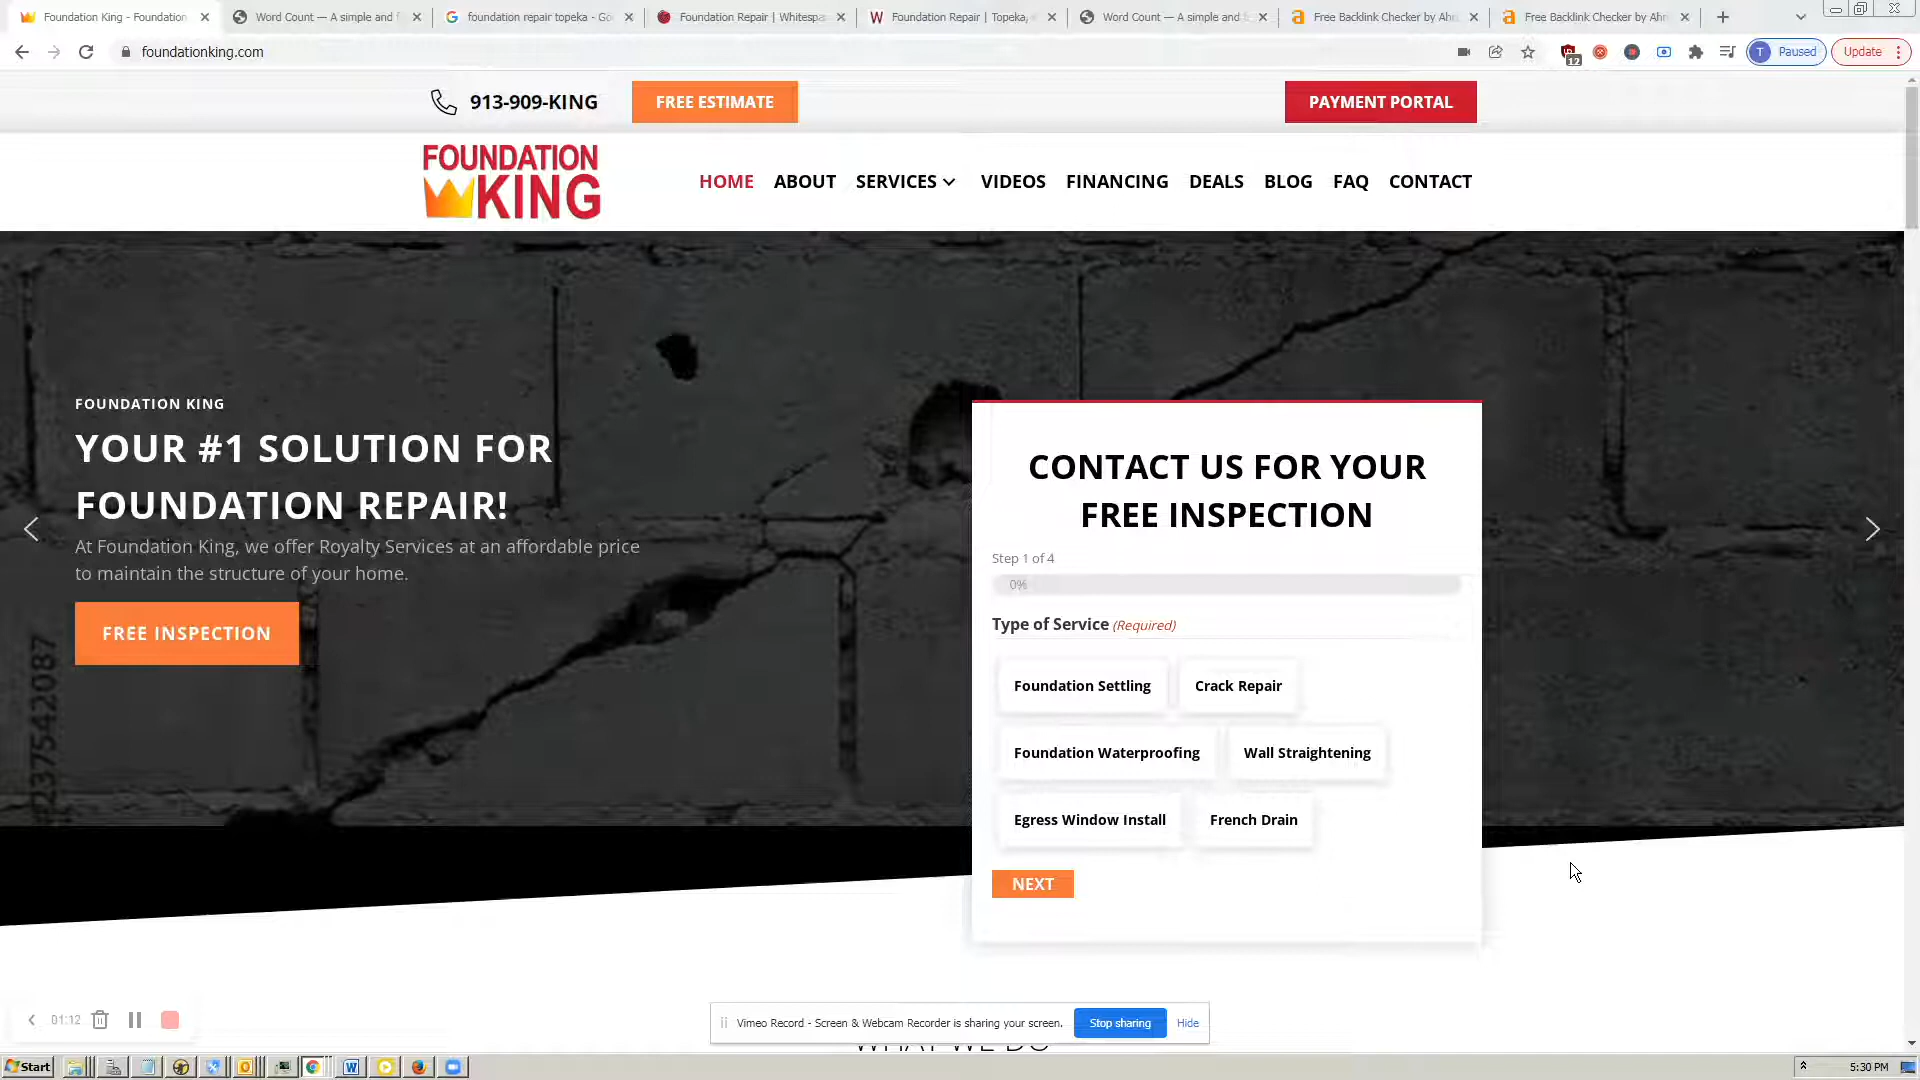 Foundation King - Foundation
Word Count — A simple and f
foundation repair topeka - Go
Foundation Repair | Whitespa
Foundation Repair | Topeka,
Word Count — A simple and
Free Backlink Checker by Ahr
Free Backlink Checker by Ahr
foundationking.com
12
T
Paused
Update
913-909-KING
FREE ESTIMATE
PAYMENT PORTAL
FOUNDATION
KING
HOME
ABOUT
SERVICES
VIDEOS
FINANCING
DEALS
BLOG
FAQ
CONTACT
FOUNDATION KING
YOUR #1 SOLUTION FOR
FOUNDATION REPAIR!
At Foundation King, we offer Royalty Services at an affordable price
to maintain the structure of your home.
FREE INSPECTION
CONTACT US FOR YOUR
FREE INSPECTION
Step 1 of 4
0%
Type of Service (Required)
Foundation Settling
Crack Repair
Foundation Waterproofing
Wall Straightening
Egress Window Install
French Drain
NEXT
01:12
Vimeo Record - Screen & Webcam Recorder is sharing your screen.
Stop sharing
Hide
WHAT WE DO
Start
5:30 PM